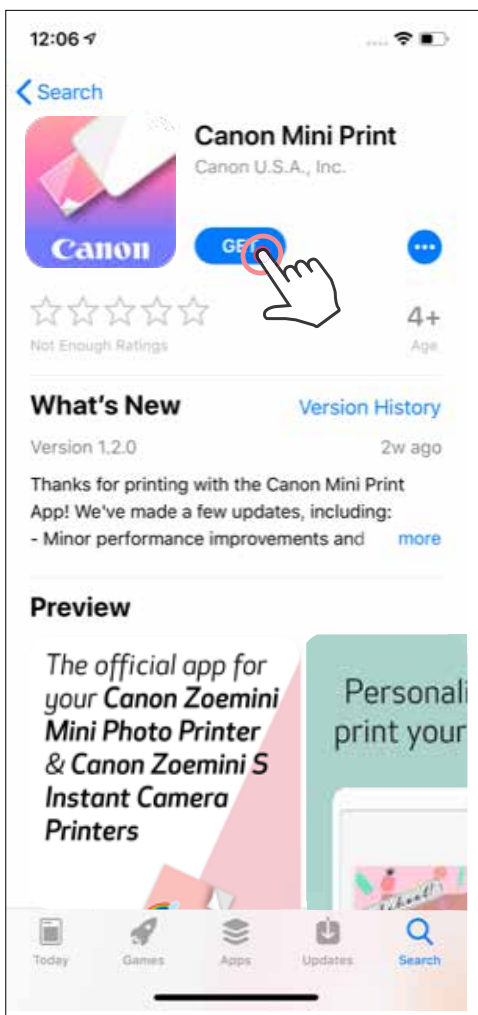 12:06
Search
Canon Mini Print
Canon U.S.A., Inc.
Canon
GET
Not Enough Ratings
4+
Age
What's New
Version History
Version 1.2.0
2w ago
Thanks for printing with the Canon Mini Print
App! We've made a few updates, including:
- Minor performance improvements and more
Preview
The official app for
your Canon Zoemini
Mini Photo Printer
& Canon Zoemini S
Instant Camera
Printers
Personali
print your
Today
Games
Apps
Updates
Search